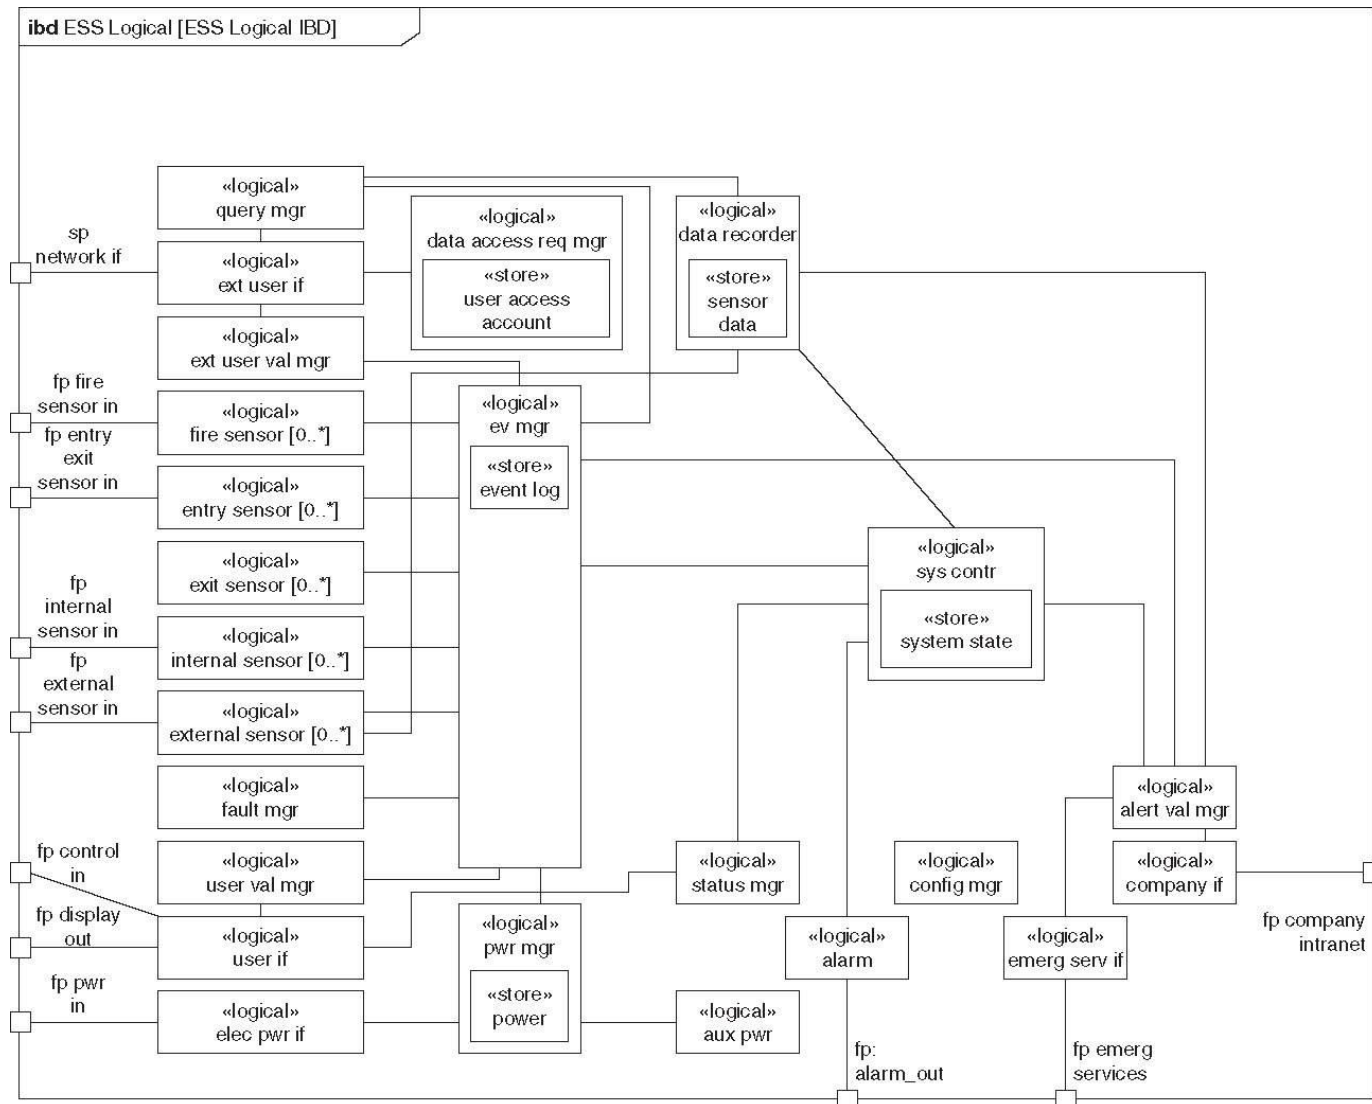 ibd ESS Logical [ESS Logical IBD]
«logical»
query mgr
sp
network if
«logical»
ext user if
«logical»
data access req mgr
«store»
user access
account
«logical»
data recorder
«store»
sensor
data
«logical»
ext user val mgr
fp fire
sensor in
«logical»
fire sensor [0..*]
«logical»
ev mgr
«store»
event log
fp entry
exit
sensor in
«logical»
entry sensor [0..*]
«logical»
exit sensor [0..*]
«logical»
sys contr
«store»
system state
fp
internal
sensor in
«logical»
internal sensor [0..*]
fp
external
sensor in
«logical»
external sensor [0..*]
«logical»
fault mgr
«logical»
alert val mgr
fp control
in
«logical»
user val mgr
«logical»
status mgr
«logical»
config mgr
«logical»
company if
fp display
out
«logical»
user if
«logical»
pwr mgr
«store»
power
«logical»
alarm
«logical»
emerg serv if
fp company
intranet
fp pwr
in
«logical»
elec pwr if
«logical»
aux pwr
fp:
alarm_out
fp emerg
services